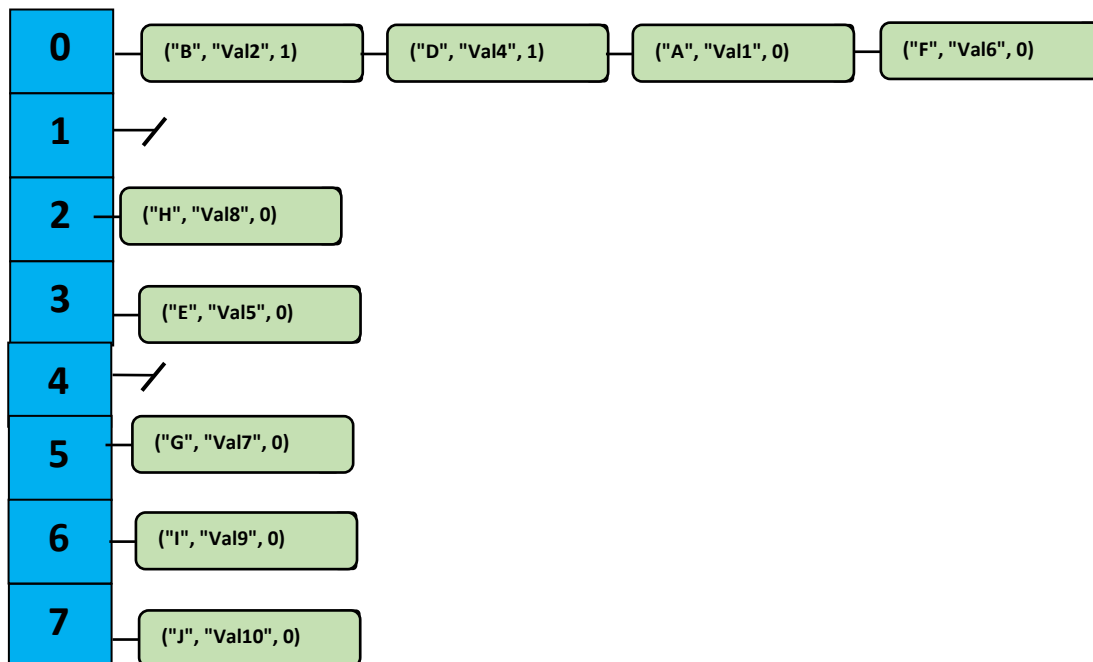 0 ("B", "Val2", 1) ("D", "Val4", 1) ("A", "Val1", 0) ("F", "Val6", 0)
1
2 ("H", "Val8", 0)
3 ("E", "Val5", 0)
4
5 ("G", "Val7", 0)
6 ("I", "Val9", 0)
7 ("J", "Val10", 0)